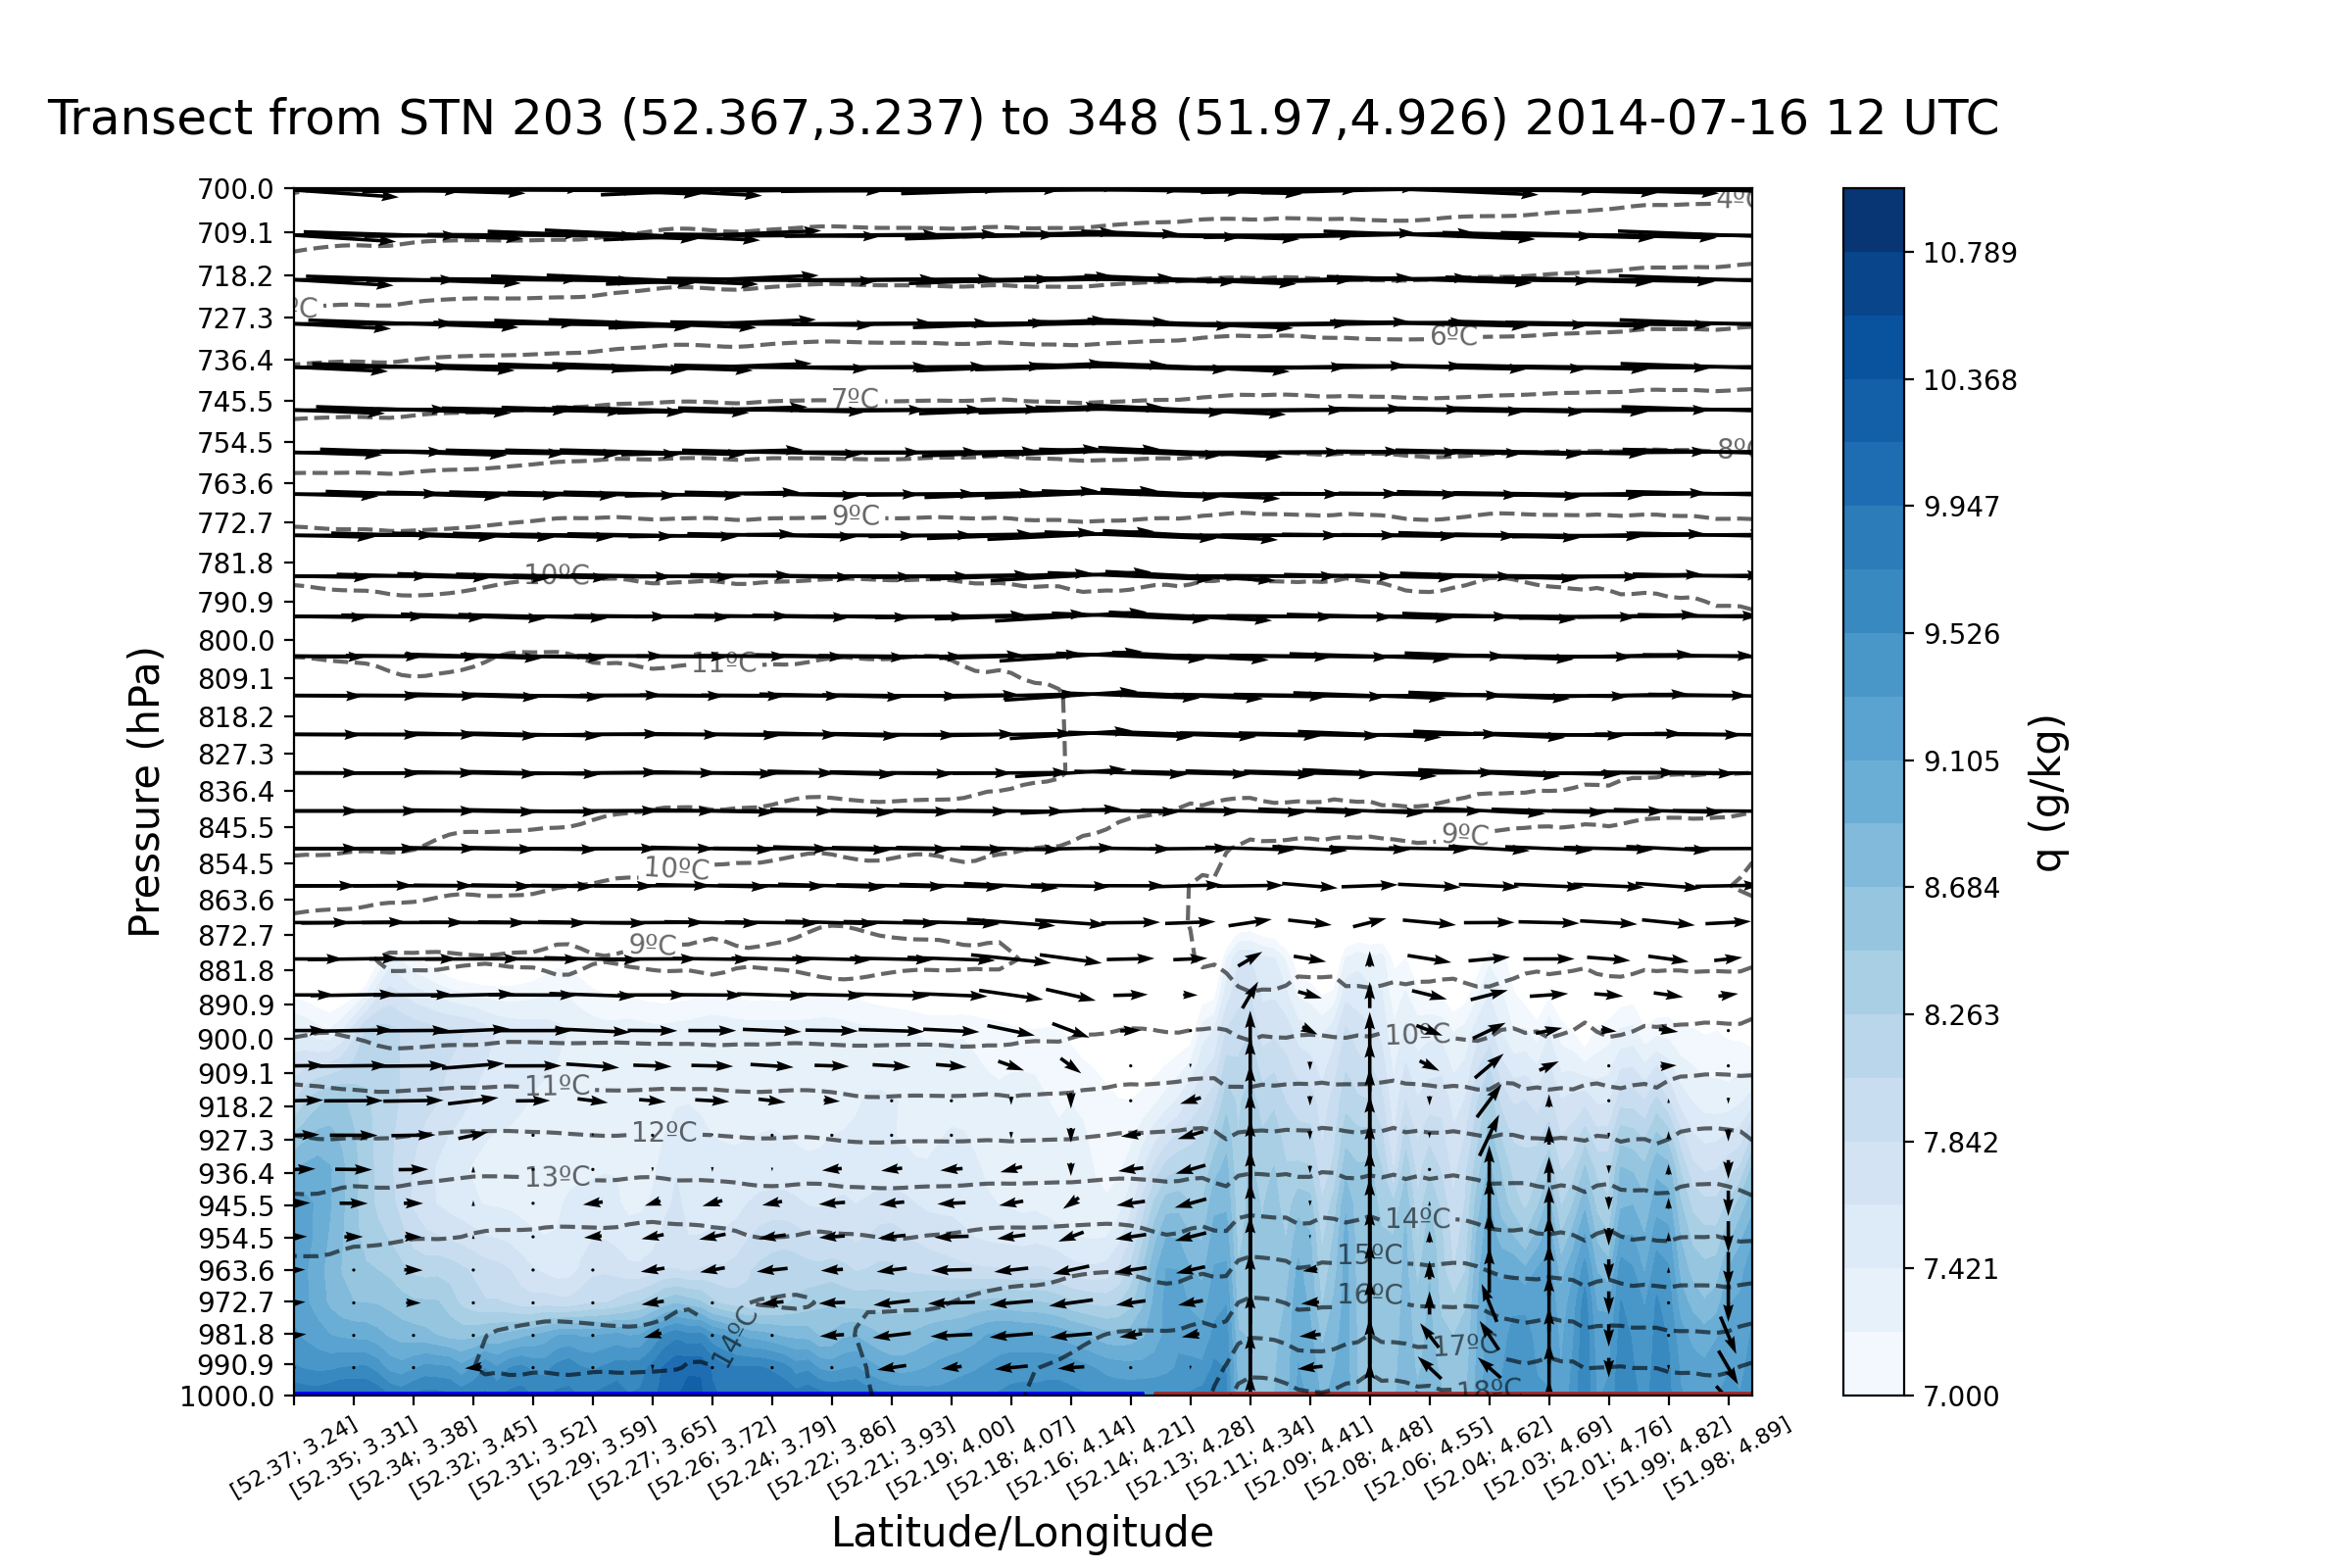 Transect from STN 203 (52.367,3.237) to 348 (51.97,4.926) 2014-07-16 12 UTC
700.0
709.1
718.2
727.3
736.4
745.5
754.5
763.6
772.7
781.8
790.9
800.0
809.1
818.2
827.3
836.4
845.5
854.5
863.6
872.7
881.8
890.9
900.0
909.1
918.2
927.3
936.4
945.5
954.5
963.6
972.7
981.8
990.9
1000.0
Pressure (hPa)
4º
ºC
6ºC
7ºC
8º
9ºC
10ºC
11ºC
9ºC
10ºC
9ºC
10ºC
11ºC
12ºC
13ºC
14ºC
15ºC
16ºC
14ºC
17ºC
18ºC
[52.37; 3.24]
[52.35; 3.31]
[52.34; 3.38]
[52.32; 3.45]
[52.31; 3.52]
[52.29; 3.59]
[52.27; 3.65]
[52.26; 3.72]
[52.24; 3.79]
[52.22; 3.86]
[52.21; 3.93]
[52.19; 4.00]
[52.18; 4.07]
[52.16; 4.14]
[52.14; 4.21]
[52.13; 4.28]
[52.11; 4.34]
[52.09; 4.41]
[52.08; 4.48]
[52.06; 4.55]
[52.04; 4.62]
[52.03; 4.69]
[52.01; 4.76]
[51.99; 4.82]
[51.98; 4.89]
Latitude/Longitude
10.789
10.368
9.947
9.526
9.105
8.684
8.263
7.842
7.421
7.000
q (g/kg)